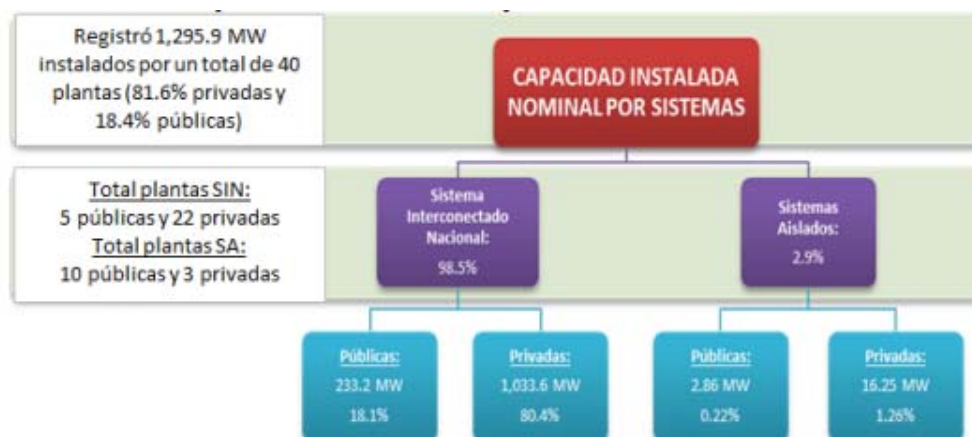 Registró 1,295.9 MW
instalados por un total de 40
plantas (81.6% privadas y
18.4% públicas)
CAPACIDAD INSTALADA
NOMINAL POR SISTEMAS
Total plantas SIN:
5 públicas y 22 privadas
Total plantas SA:
10 públicas y 3 privadas
Sistema
Interconectado
Nacional:
98.5%
Sistemas
Aislados:
2.9%
Públicas:
233.2 MW
18.1%
Privadas:
1,033.6 MW
80.4%
Públicas:
2.86 MW
0.22%
Privadas:
16.25 MW
1.26%